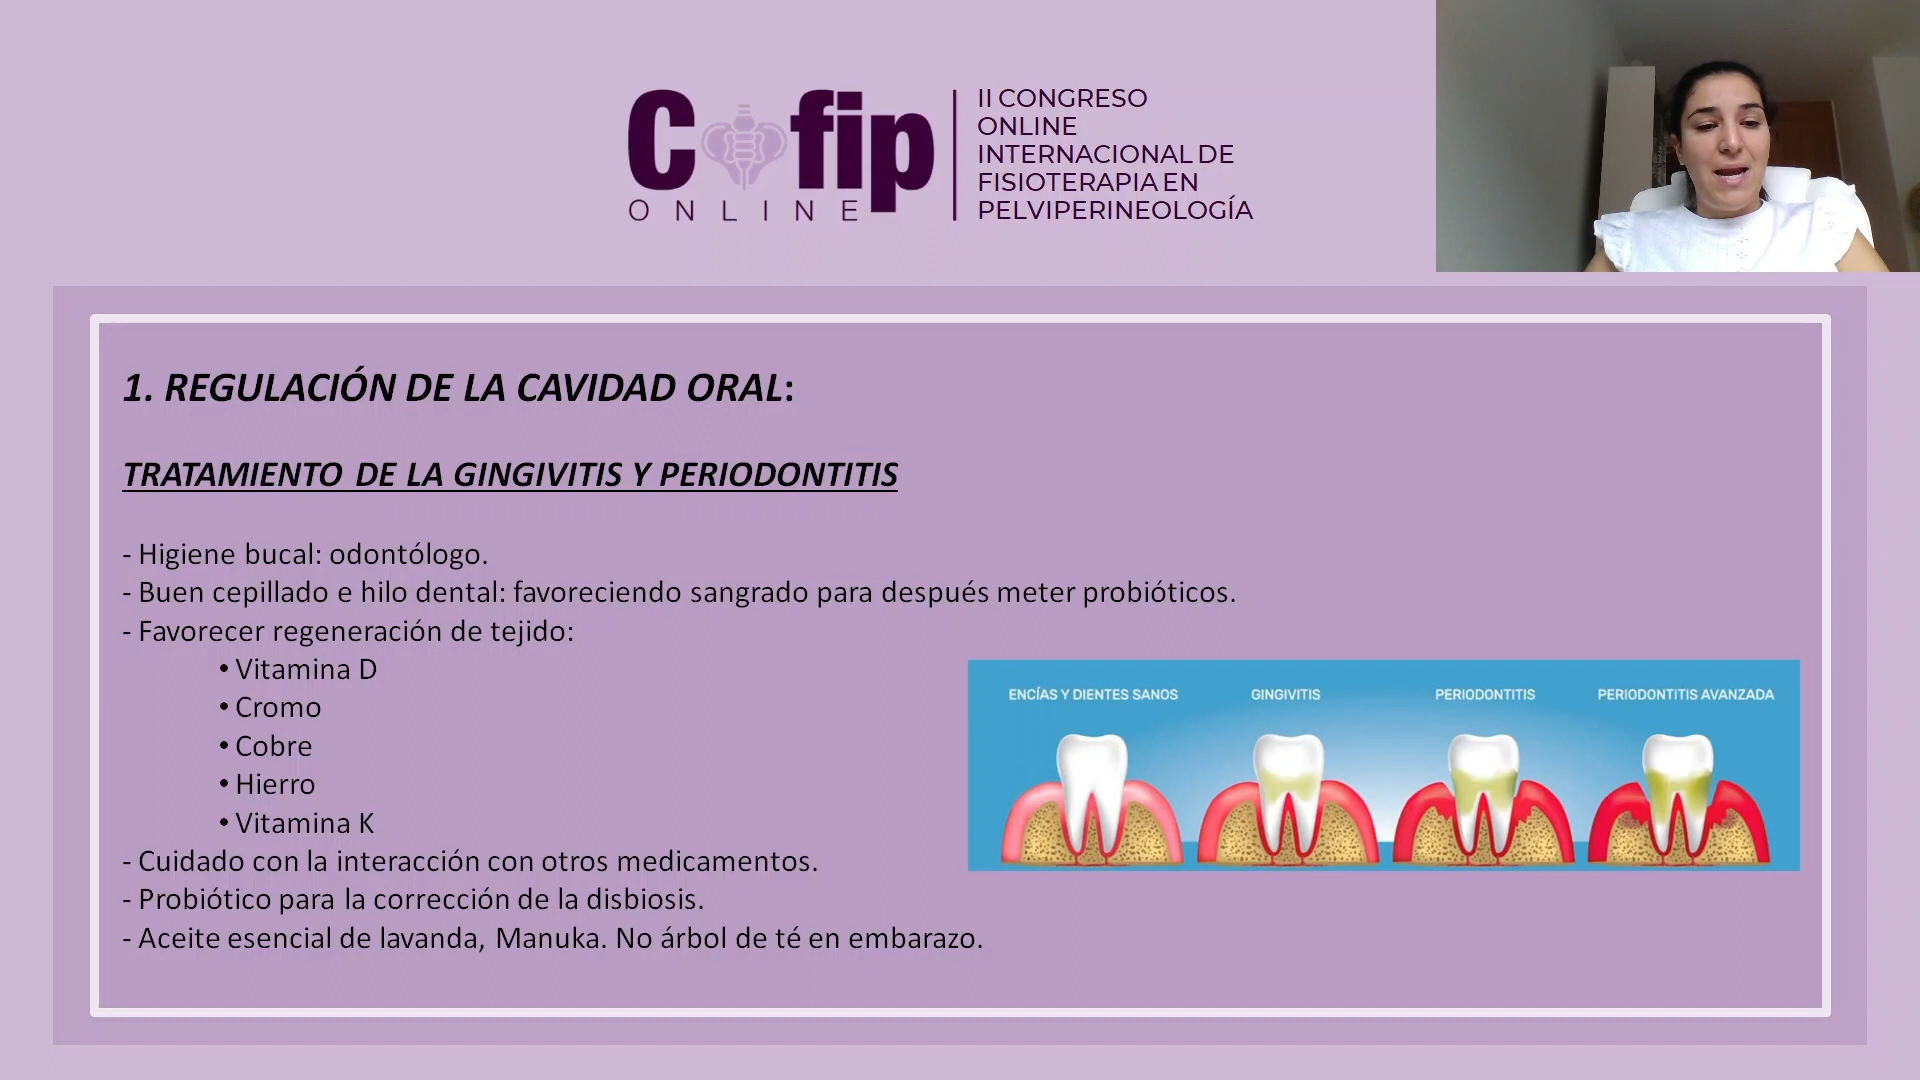 Cofip
ONLINE
II CONGRESO
ONLINE
INTERNACIONAL DE
FISIOTERAPIA EN
PELVIPERINEOLOGÍA
1. REGULACIÓN DE LA CAVIDAD ORAL:
TRATAMIENTO DE LA GINGIVITIS Y PERIODONTITIS
- Higiene bucal: odontólogo.
- Buen cepillado e hilo dental: favoreciendo sangrado para después meter probióticos.
- Favorecer regeneración de tejido:
• Vitamina D
• Cromo
• Cobre
• Hierro
• Vitamina K
- Cuidado con la interacción con otros medicamentos.
- Probiótico para la corrección de la disbiosis.
- Aceite esencial de lavanda, Manuka. No árbol de té en embarazo.
ENCÍAS Y DIENTES SANOS
GINGIVITIS
PERIODONTITIS
PERIODONTITIS AVANZADA